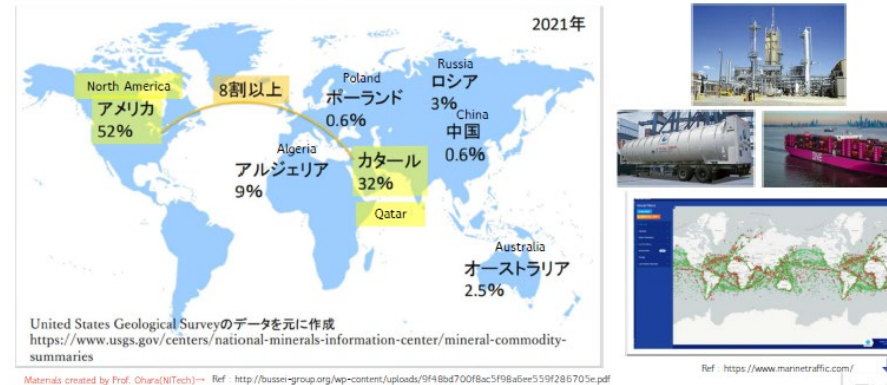 2021年
North America
アメリカ
52%
8割以上
Poland
ポーランド
0.6%
Russia
ロシア
3%
China
中国
0.6%
Algeria
アルジェリア
9%
カタール
32%
Qatar
Australia
オーストラリア
2.5%
United States Geological Surveyのデータを元に作成
https://www.usgs.gov/centers/national-minerals-information-center/mineral-commodity-
summaries
Materials created by Prof. Ohara(NITech)→ Ref : http://bussei-group.org/wp-content/uploads/9f48bd700f8ac5f98a6ee559f286705e.pdf
Ref : https://www.marinetraffic.com/